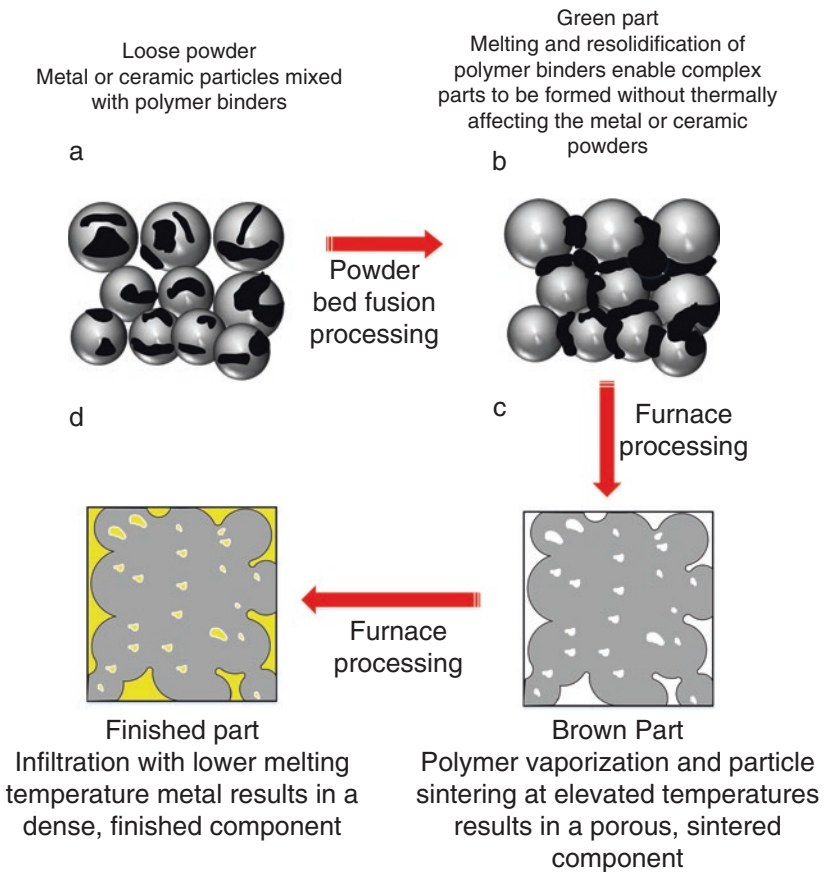 Loose powder
Metal or ceramic particles mixed
with polymer binders
a
Green part
Melting and resolidification of
polymer binders enable complex
parts to be formed without thermally
affecting the metal or ceramic
powders
b
Powder
bed fusion
processing
d
c
Furnace
processing
Furnace
processing
Finished part
Infiltration with lower melting
temperature metal results in a
dense, finished component
Brown Part
Polymer vaporization and particle
sintering at elevated temperatures
results in a porous, sintered
component